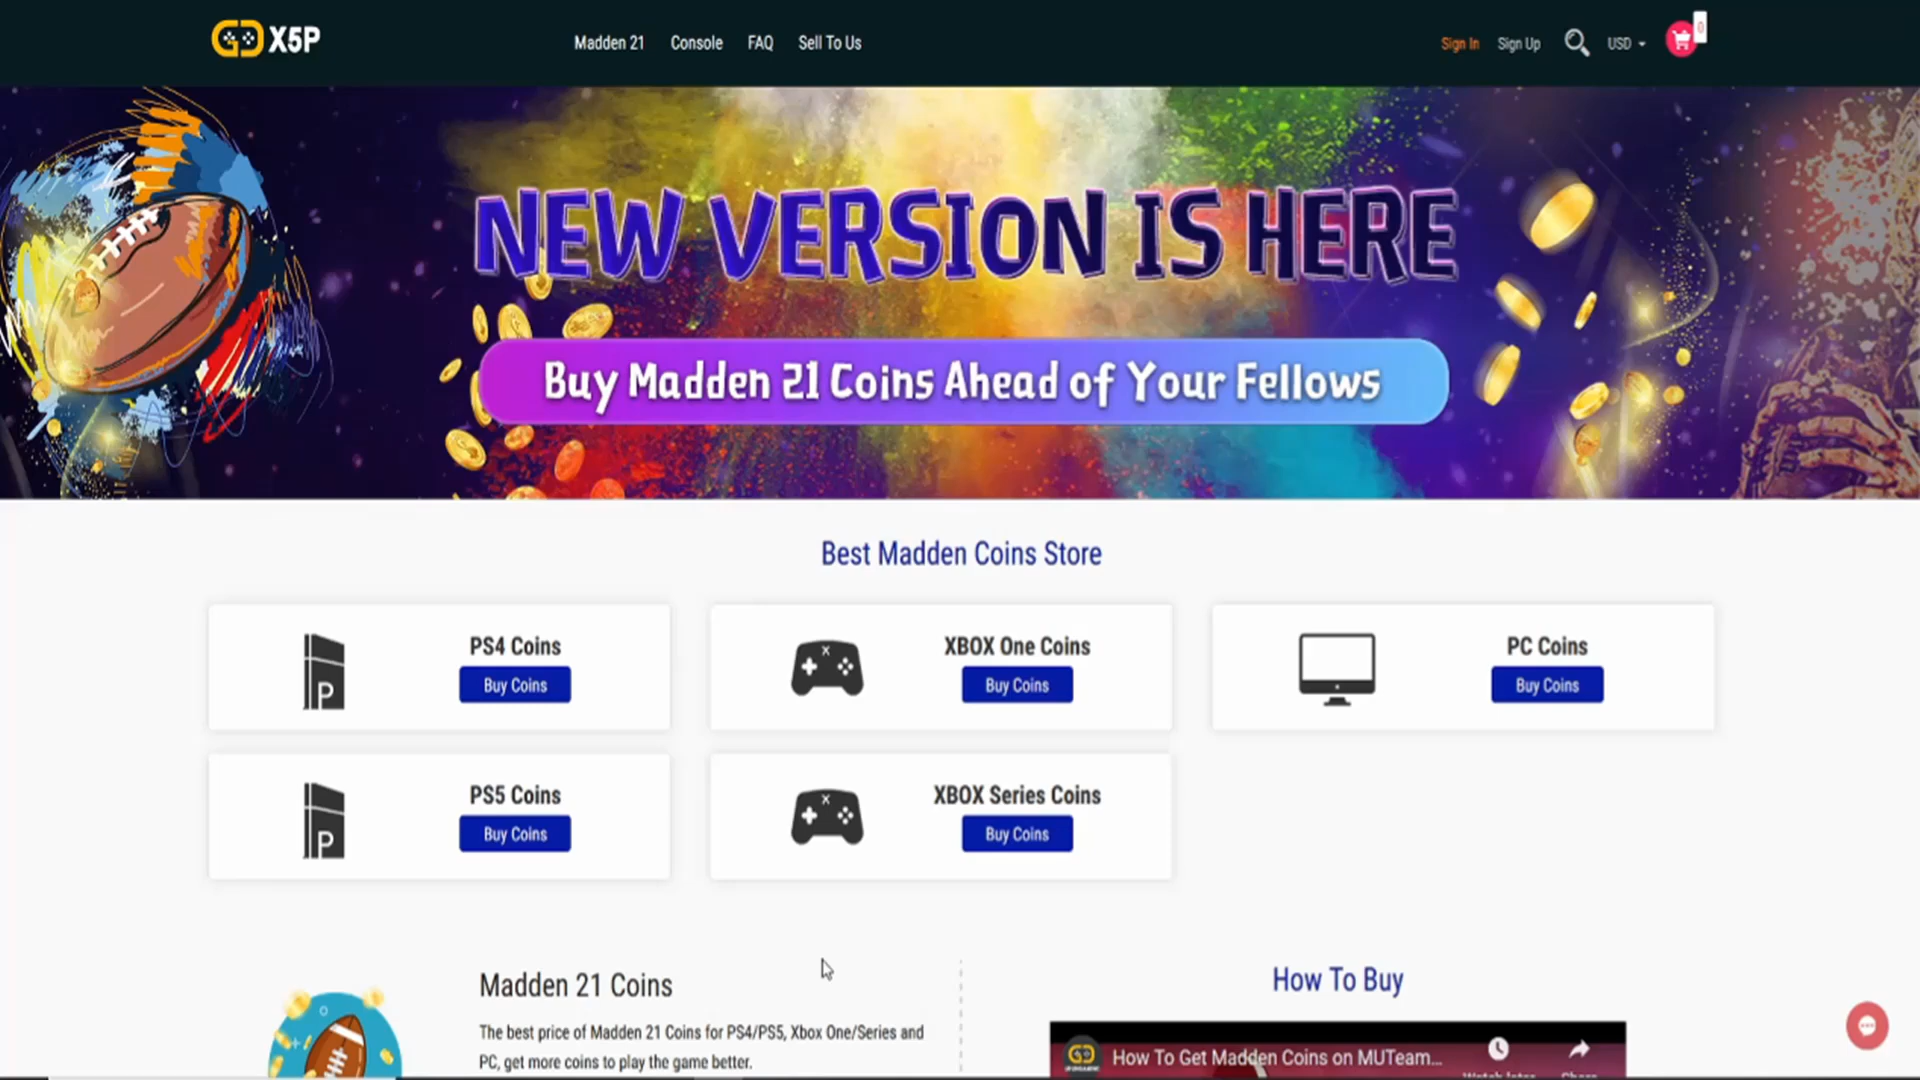 X5P
Madden 21
Console
FAQ
Sell To Us
Sign In
Sign Up
USD
0
NEW VERSION IS HERE
Buy Madden 21 Coins Ahead of Your Fellows
Best Madden Coins Store
PS4 Coins
Buy Coins
XBOX One Coins
Buy Coins
PC Coins
Buy Coins
PS5 Coins
Buy Coins
XBOX Series Coins
Buy Coins
Madden 21 Coins
The best price of Madden 21 Coins for PS4/PS5, Xbox One/Series and
PC, get more coins to play the game better.
How To Buy
How To Get Madden Coins on MUTeam...